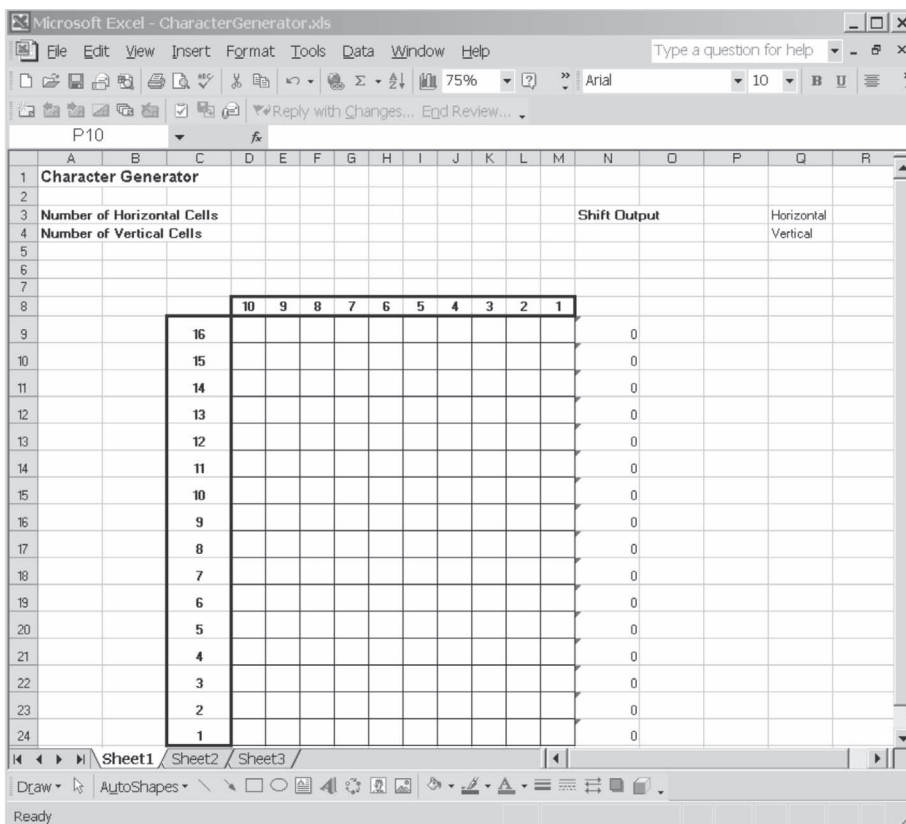 Microsoft Excel - CharacterGenerator.xls
File Edit View Insert Format Tools Data Window Help Type a question for help
75% Arial 10 B U
Reply with Changes... End Review...
P10 fx
A B C D E F G H I J K L M N O P Q R
1 Character Generator
2
3 Number of Horizontal Cells Shift Output Horizontal
4 Number of Vertical Cells Vertical
5
6
7
8 10 9 8 7 6 5 4 3 2 1
9 16 0
10 15 0
11 14 0
12 13 0
13 12 0
14 11 0
15 10 0
16 9 0
17 8 0
18 7 0
19 6 0
20 5 0
21 4 0
22 3 0
23 2 0
24 1 0
Sheet1 Sheet2 Sheet3
Draw AutoShapes
Ready